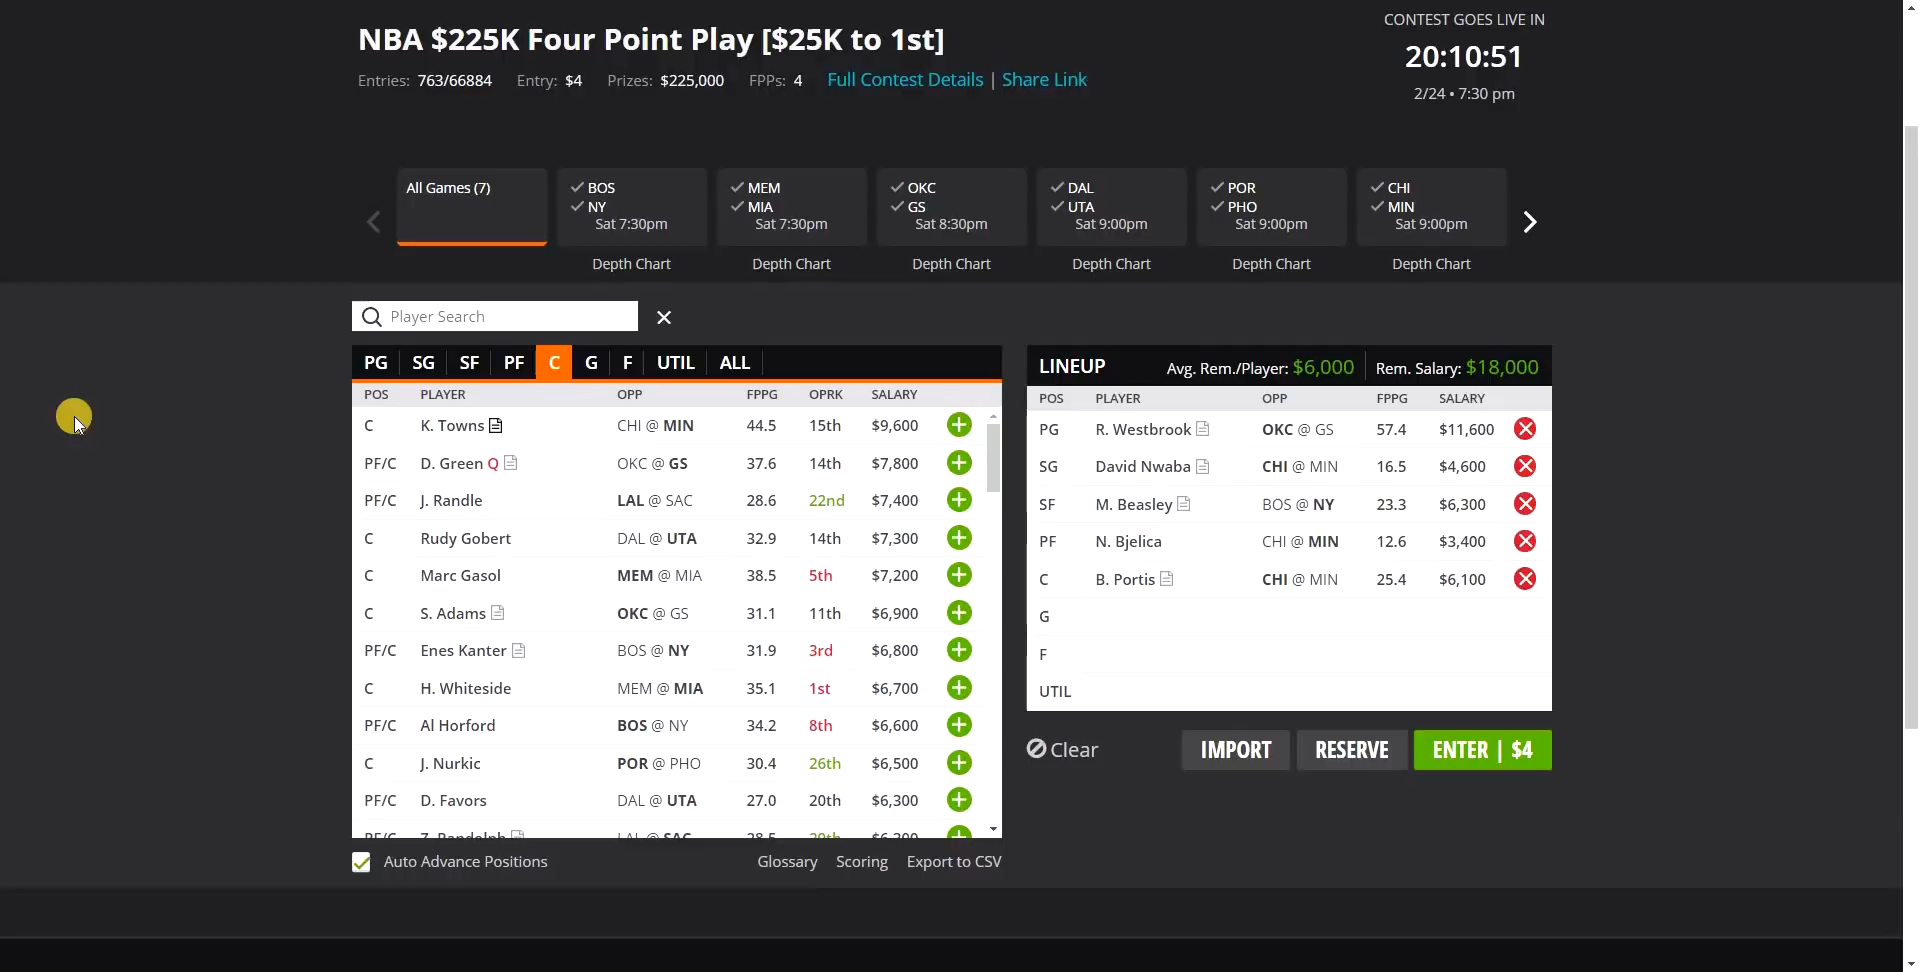 NBA $225K Four Point Play [$25K to 1st]
Entries: 763/66884 Entry: $4 Prizes: $225,000 FPPs: 4 Full Contest Details | Share Link
CONTEST GOES LIVE IN
20:10:51
2/24 • 7:30 pm
All Games (7)
BOS
NY
Sat 7:30pm
Depth Chart
MEM
MIA
Sat 7:30pm
Depth Chart
OKC
GS
Sat 8:30pm
Depth Chart
DAL
UTA
Sat 9:00pm
Depth Chart
POR
PHO
Sat 9:00pm
Depth Chart
CHI
MIN
Sat 9:00pm
Depth Chart
Player Search
PG SG SF PF C G F UTIL ALL
POS PLAYER OPP FPPG OPRK SALARY
C K. Towns CHI @ MIN 44.5 15th $9,600
PF/C D. Green Q OKC @ GS 37.6 14th $7,800
PF/C J. Randle LAL @ SAC 28.6 22nd $7,400
C Rudy Gobert DAL @ UTA 32.9 14th $7,300
C Marc Gasol MEM @ MIA 38.5 5th $7,200
C S. Adams OKC @ GS 31.1 11th $6,900
PF/C Enes Kanter BOS @ NY 31.9 3rd $6,800
C H. Whiteside MEM @ MIA 35.1 1st $6,700
PF/C Al Horford BOS @ NY 34.2 8th $6,600
C J. Nurkic POR @ PHO 30.4 26th $6,500
PF/C D. Favors DAL @ UTA 27.0 20th $6,300
PF/C Z. Randolph LAL @ SAC 28.5 29th $6,200
Auto Advance Positions
Glossary Scoring Export to CSV
LINEUP Avg. Rem./Player: $6,000 Rem. Salary: $18,000
POS PLAYER OPP FPPG SALARY
PG R. Westbrook OKC @ GS 57.4 $11,600
SG David Nwaba CHI @ MIN 16.5 $4,600
SF M. Beasley BOS @ NY 23.3 $6,300
PF N. Bjelica CHI @ MIN 12.6 $3,400
C B. Portis CHI @ MIN 25.4 $6,100
G
F
UTIL
Clear
IMPORT
RESERVE
ENTER | $4